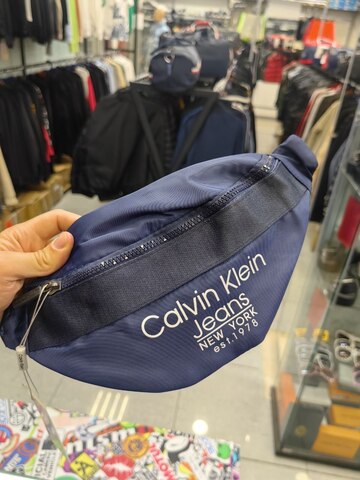 Calvin Klein
Jeans
NEW YORK
est.1978